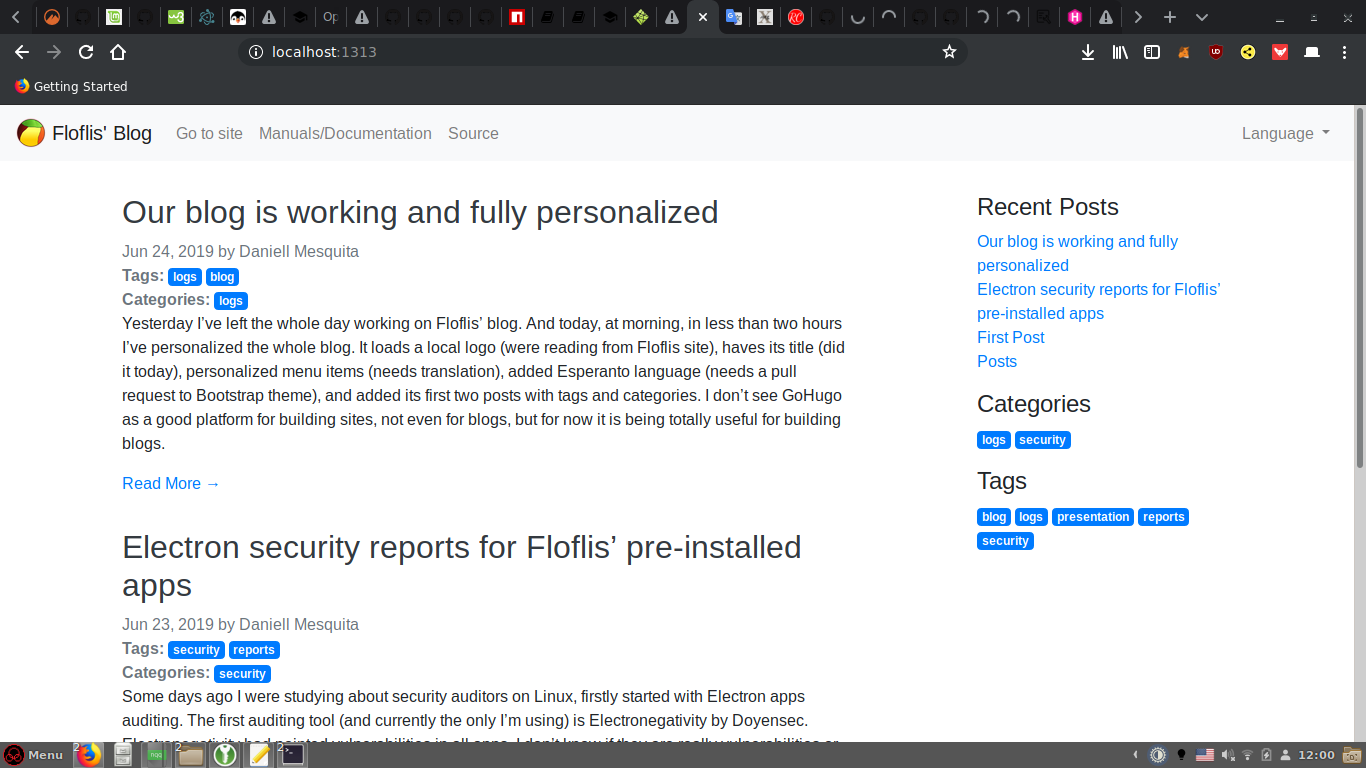 Op
localhost:1313
Getting Started
Floflis' Blog Go to site Manuals/Documentation Source Language
Our blog is working and fully personalized
Jun 24, 2019 by Daniell Mesquita
Tags: logs blog
Categories: logs
Yesterday I’ve left the whole day working on Floflis’ blog. And today, at morning, in less than two hours
I’ve personalized the whole blog. It loads a local logo (were reading from Floflis site), haves its title (did
it today), personalized menu items (needs translation), added Esperanto language (needs a pull
request to Bootstrap theme), and added its first two posts with tags and categories. I don’t see GoHugo
as a good platform for building sites, not even for blogs, but for now it is being totally useful for building
blogs.
Read More →
Electron security reports for Floflis’ pre-installed
apps
Jun 23, 2019 by Daniell Mesquita
Tags: security reports
Categories: security
Some days ago I were studying about security auditors on Linux, firstly started with Electron apps
auditing. The first auditing tool (and currently the only I’m using) is Electronegativity by Doyensec.
Recent Posts
Our blog is working and fully
personalized
Electron security reports for Floflis’
pre-installed apps
First Post
Posts
Categories
logs security
Tags
blog logs presentation reports
security
Menu 2 2 2 12:00